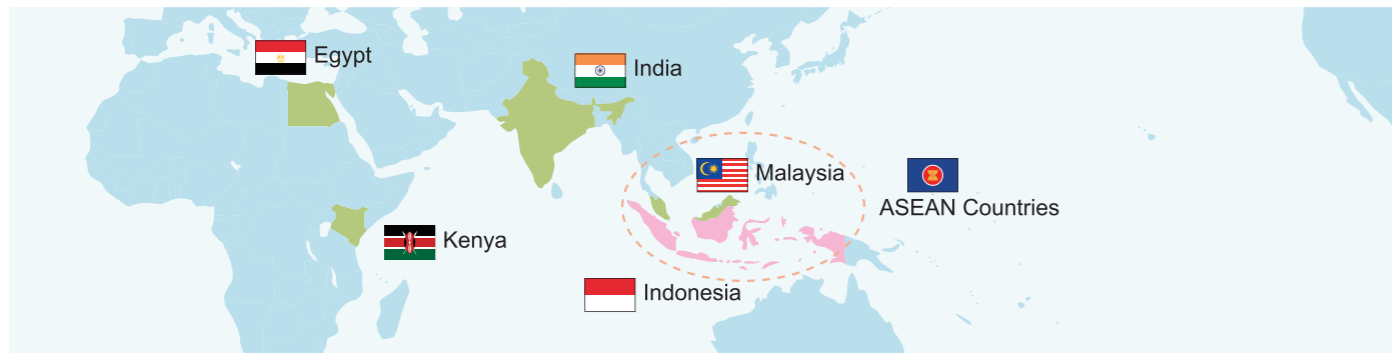 Egypt
India
Malaysia
ASEAN Countries
Kenya
Indonesia